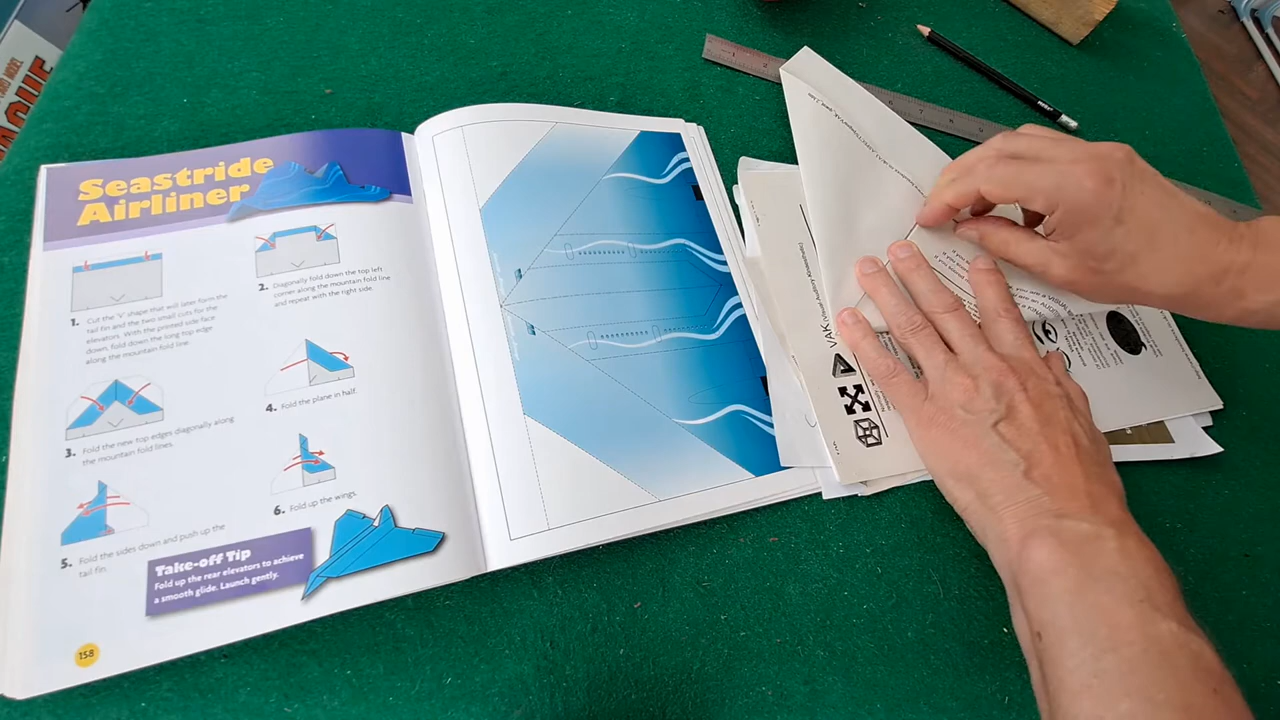 Seastride
Airliner
1. Cut the 'V' shape that will later form the
tail fin and the two small cuts for the
elevators. With the printed side face
down, fold down the long top edge
along the mountain fold line.
2. Diagonally fold down the top left
corner along the mountain fold line
and repeat with the right side.
3. Fold the new top edges diagonally along
the mountain fold lines.
4. Fold the plane in half.
5. Fold the sides down and push up the
tail fin.
6. Fold up the wings.
Take-off Tip
Fold up the rear elevators to achieve
a smooth glide. Launch gently.
158
VAK